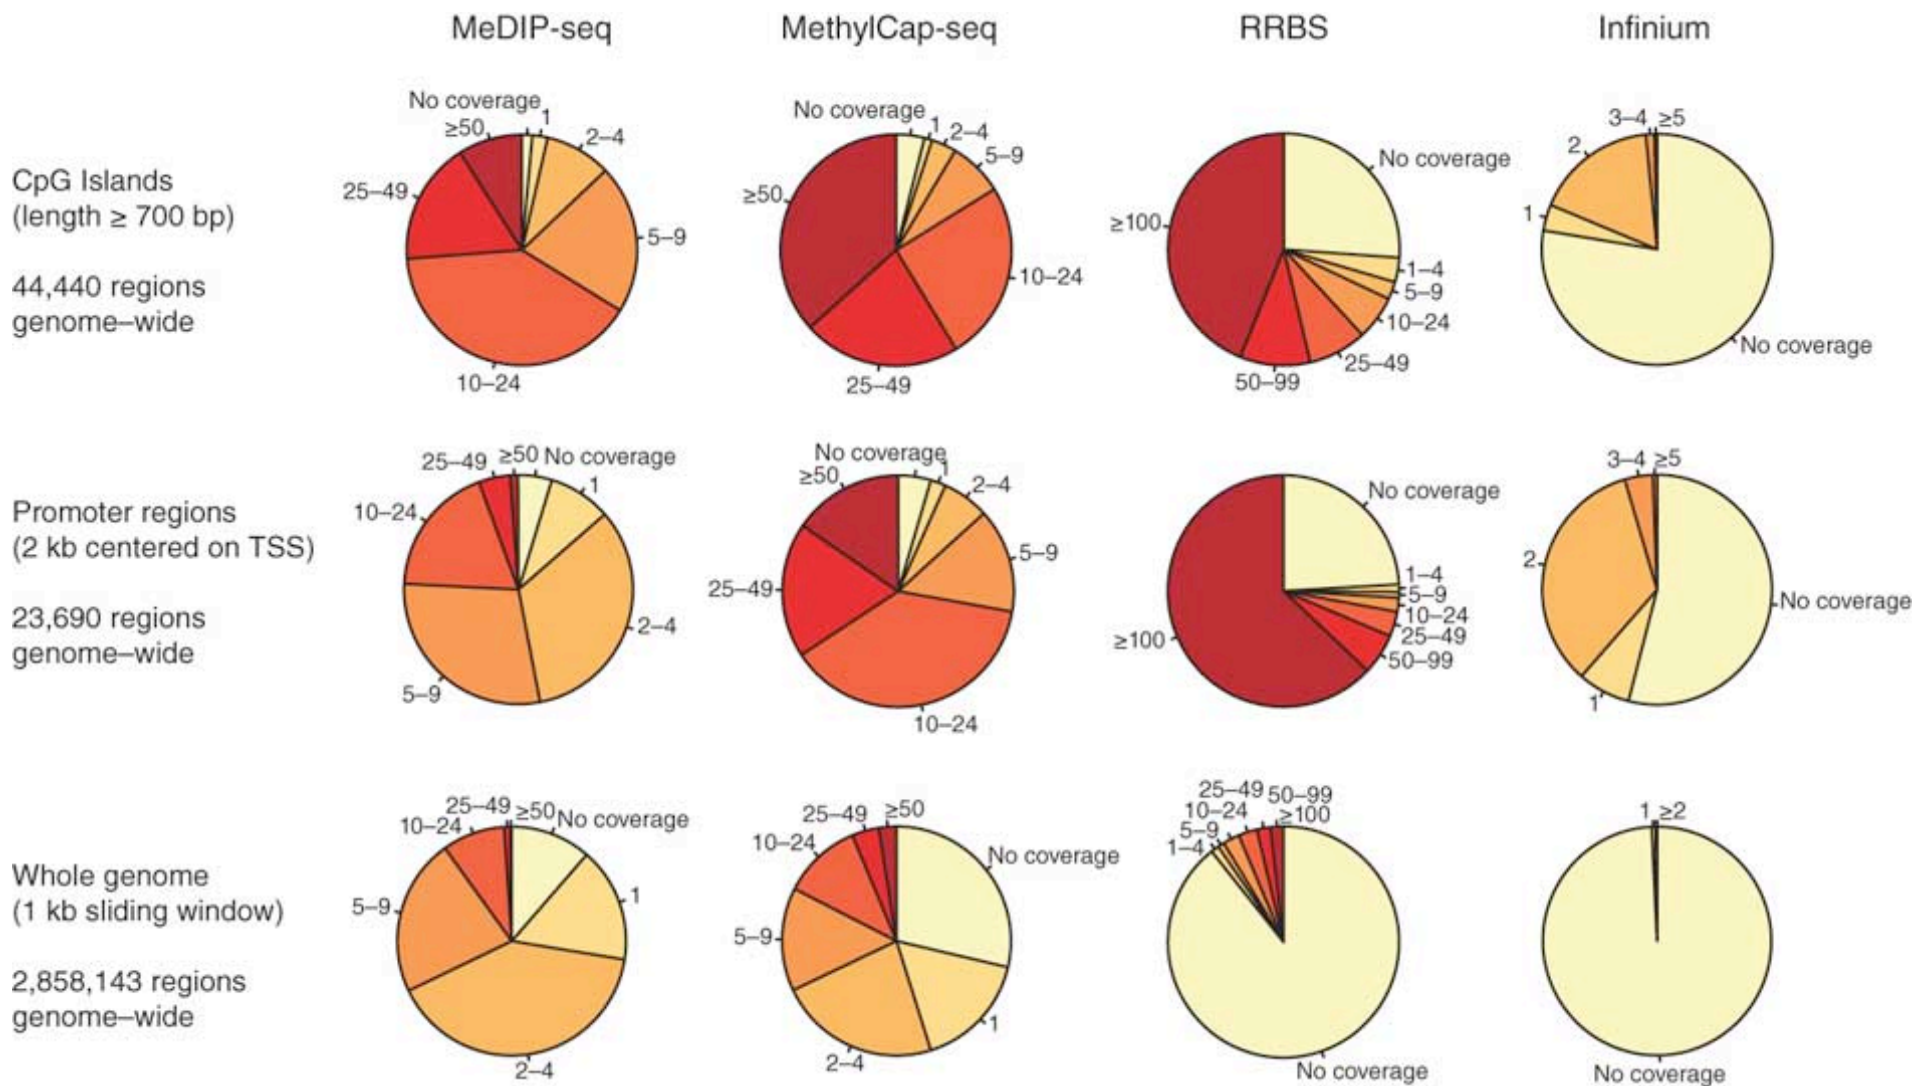 MeDIP-seq
MethylCap-seq
RRBS
Infinium
CpG Islands
(length ≥ 700 bp)
44,440 regions
genome–wide
No coverage
1
2–4
5–9
10–24
25–49
≥50
No coverage
1
2–4
5–9
10–24
25–49
≥50
No coverage
1–4
5–9
10–24
25–49
50–99
≥100
No coverage
1
2
3–4
≥5
Promoter regions
(2 kb centered on TSS)
23,690 regions
genome–wide
No coverage
1
2–4
5–9
10–24
25–49
≥50
No coverage
1
2–4
5–9
10–24
25–49
≥50
No coverage
1–4
5–9
10–24
25–49
50–99
≥100
No coverage
1
2
3–4
≥5
Whole genome
(1 kb sliding window)
2,858,143 regions
genome–wide
No coverage
1
2–4
5–9
10–24
25–49
≥50
No coverage
1
2–4
5–9
10–24
25–49
≥50
No coverage
1–4
5–9
10–24
25–49
50–99
≥100
No coverage
1
≥2